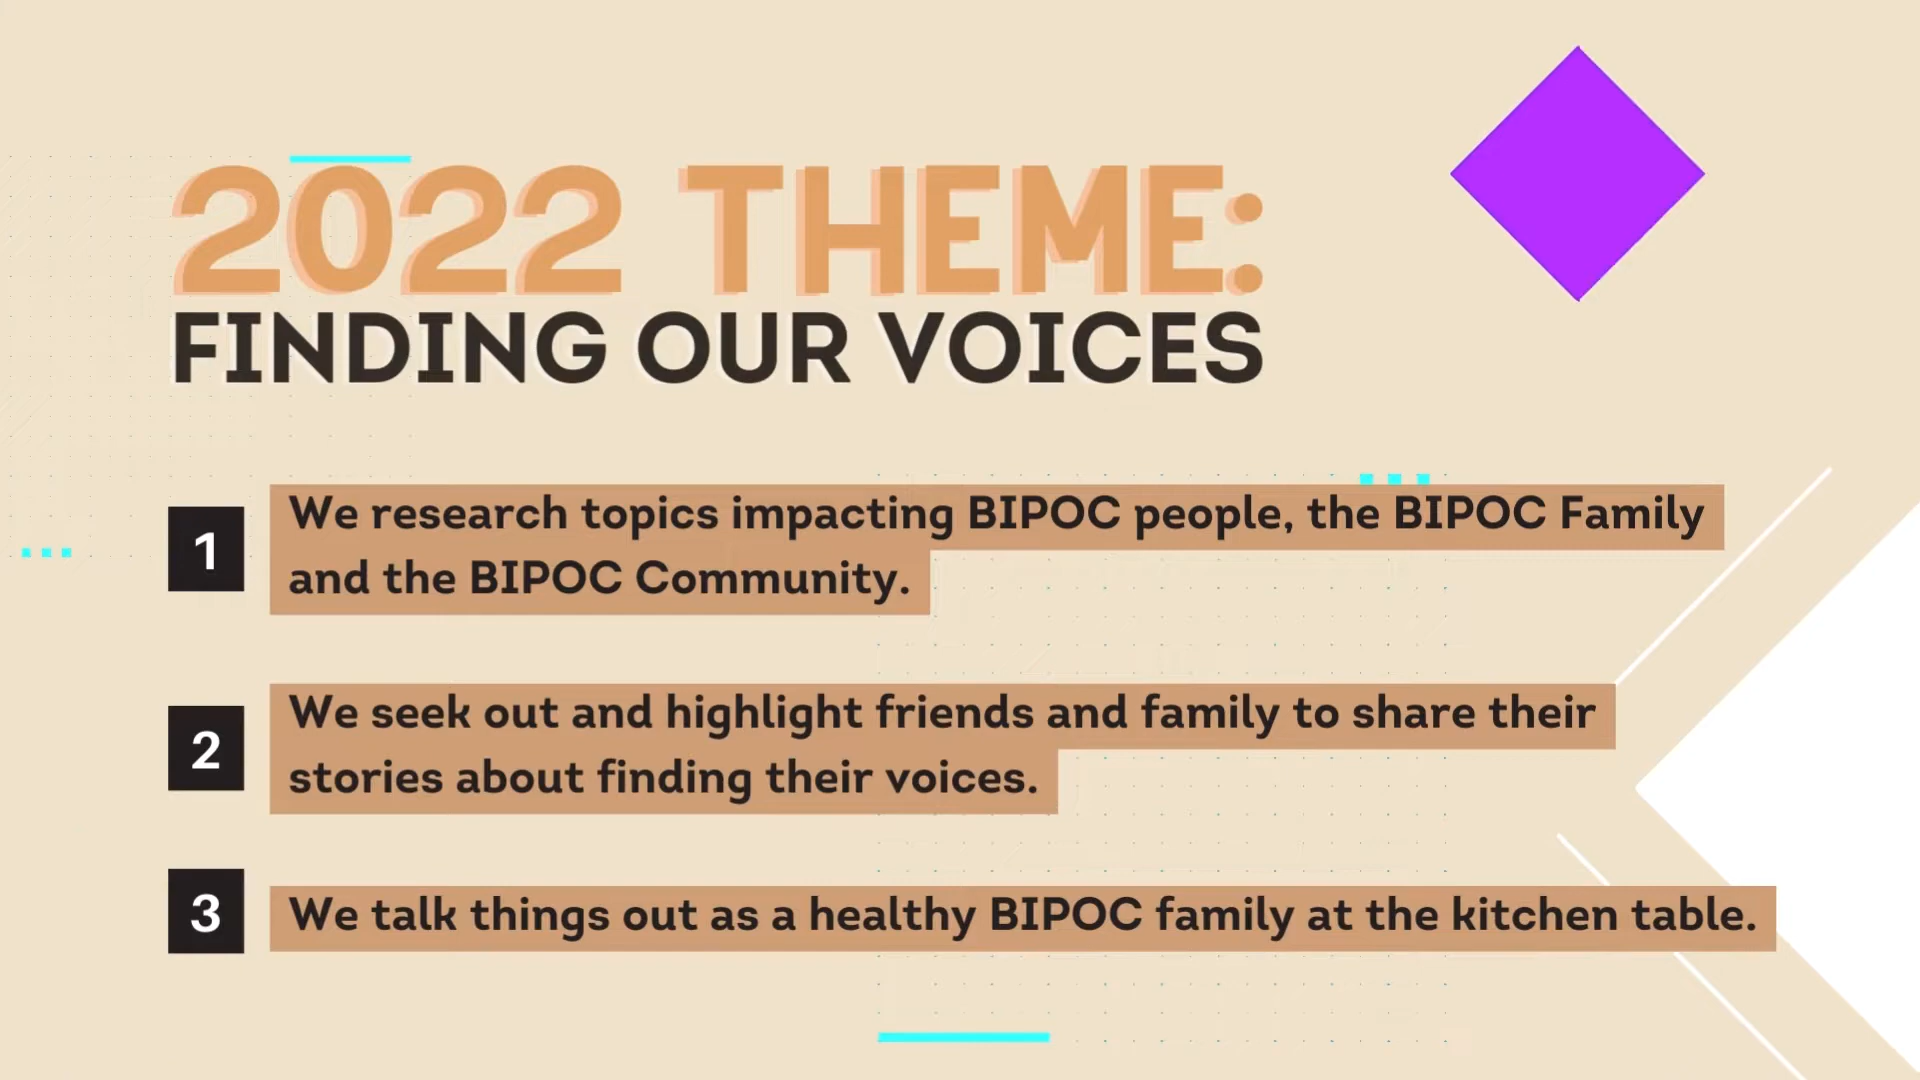 2022 THEME:
FINDING OUR VOICES
1
We research topics impacting BIPOC people, the BIPOC Family
and the BIPOC Community.
2
We seek out and highlight friends and family to share their
stories about finding their voices.
3
We talk things out as a healthy BIPOC family at the kitchen table.